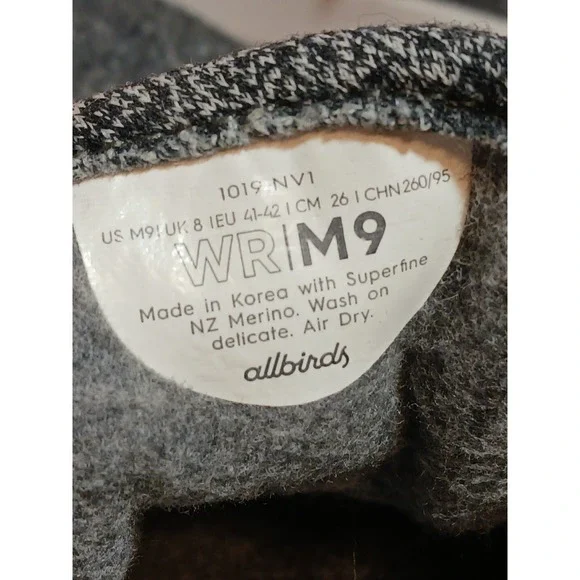 1019 NV1
US M9| UK 8 |EU 41-42 | CM 26 | CHN 260/95
WR|M9
Made in Korea with Superfine
NZ Merino. Wash on
delicate. Air Dry.
allbirds